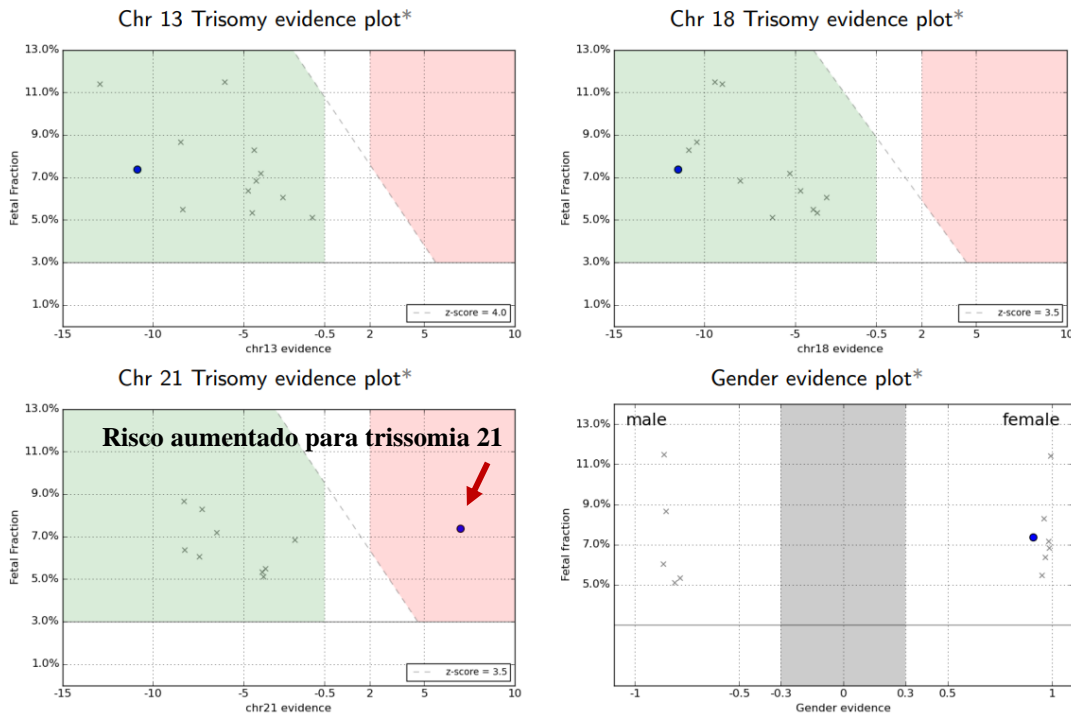 Chr 13 Trisomy evidence plot*
13.0%
11.0%
9.0%
7.0%
5.0%
3.0%
1.0%
Fetal Fraction
z-score = 4.0
-15 -10 -5 -0.5 2 5 10
chr13 evidence
Chr 18 Trisomy evidence plot*
13.0%
11.0%
9.0%
7.0%
5.0%
3.0%
1.0%
Fetal Fraction
z-score = 3.5
-15 -10 -5 -0.5 2 5 10
chr18 evidence
Chr 21 Trisomy evidence plot*
Risco aumentado para trissomia 21
13.0%
11.0%
9.0%
7.0%
5.0%
3.0%
1.0%
Fetal Fraction
z-score = 3.5
-15 -10 -5 -0.5 2 5 10
chr21 evidence
Gender evidence plot*
male female
13.0%
11.0%
9.0%
7.0%
5.0%
Fetal fraction
-1 -0.5 -0.3 0 0.3 0.5 1
Gender evidence